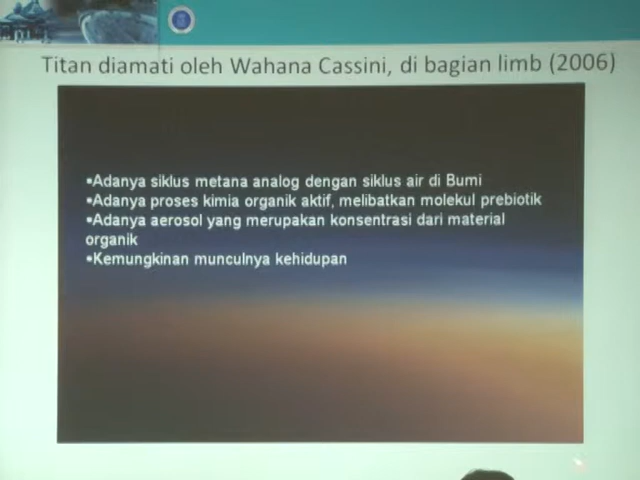 Titan diamati oleh Wahana Cassini, di bagian limb (2006)
•Adanya siklus metana analog dengan siklus air di Bumi
•Adanya proses kimia organik aktif, melibatkan molekul prebiotik
•Adanya aerosol yang merupakan konsentrasi dari material
organik
•Kemungkinan munculnya kehidupan